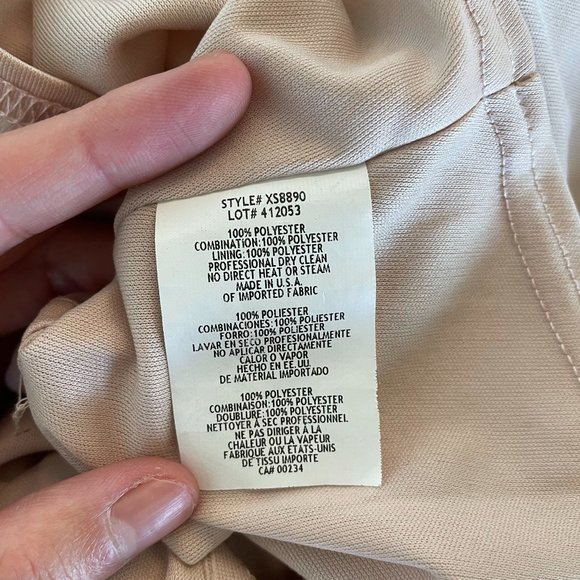 STYLE# XS8890
LOT# 412053
100% POLYESTER
COMBINATION:100% POLYESTER
LINING: 100% POLYESTER
PROFESSIONAL DRY CLEAN
NO DIRECT HEAT OR STEAM
MADE IN U.S.A.
OF IMPORTED FABRIC
100% POLIESTER
COMBINACIONES:100% POLIESTER
FORRO: 100% POLIESTER
LAVAR EN SECO PROFESIONALMENTE
NO APLICAR DIRECTAMENTE
CALOR O VAPOR
HECHO EN EE.UU.
DE MATERIAL IMPORTADO
100% POLYESTER
COMBINAISON: 100% POLYESTER
DOUBLURE: 100% POLYESTER
NETTOYER À SEC PROFESSIONNEL
NE PAS DIRIGER À LA
CHALEUR OU LA VAPEUR
FABRIQUE AUX ÉTATS-UNIS
DE TISSU IMPORTE
CA# 00234